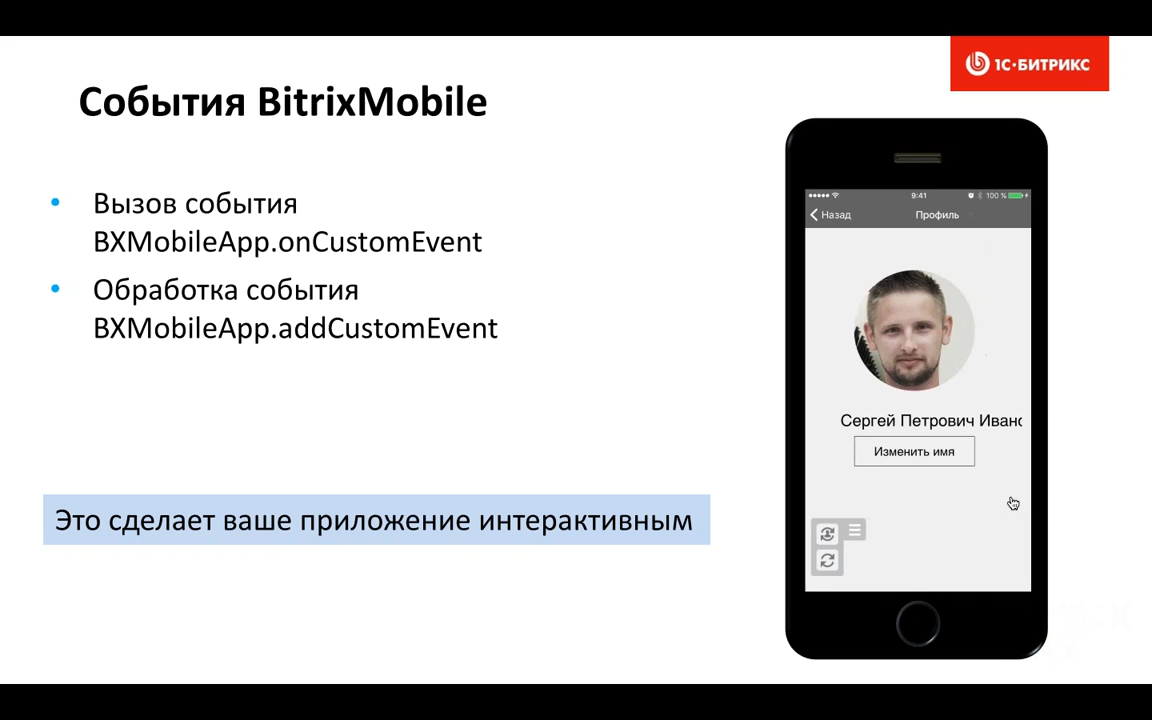 1С·БИТРИКС
События BitrixMobile
Вызов события
BXMobileApp.onCustomEvent
Обработка события
BXMobileApp.addCustomEvent
Это сделает ваше приложение интерактивным
9:41
100 %
Назад
Профиль
Сергей Петрович Иванс
Изменить имя